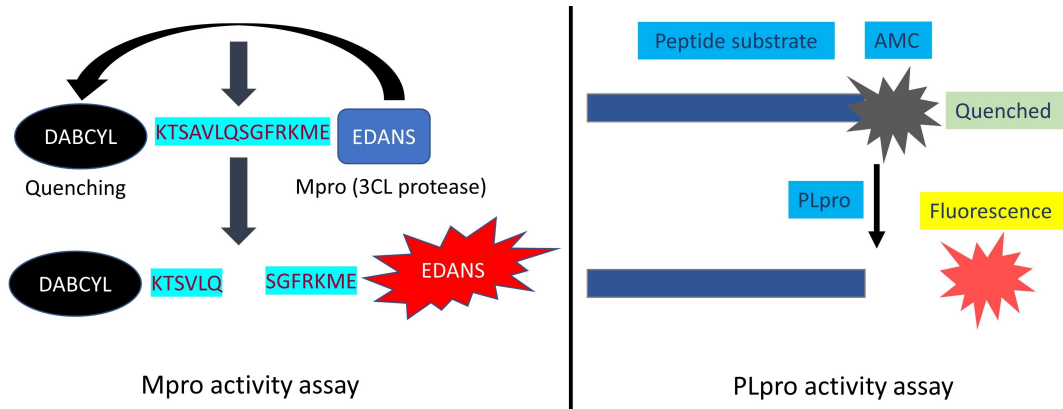 DABCYL
KTSAVLQSGFRKME
EDANS
Quenching
Mpro (3CL protease)
DABCYL
KTSVLQ
SGFRKME
EDANS
Mpro activity assay
Peptide substrate
AMC
Quenched
PLpro
Fluorescence
PLpro activity assay